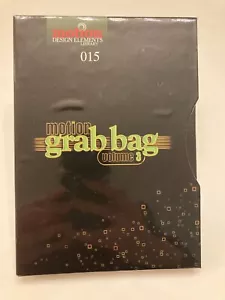 DESIGN ELEMENTS
015
motion
grab bag
volume 3